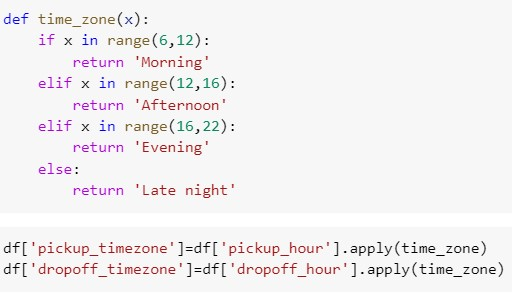 def time_zone(x):
    if x in range(6,12):
        return 'Morning'
    elif x in range(12,16):
        return 'Afternoon'
    elif x in range(16,22):
        return 'Evening'
    else:
        return 'Late night'
df['pickup_timezone']=df['pickup_hour'].apply(time_zone)
df['dropoff_timezone']=df['dropoff_hour'].apply(time_zone)